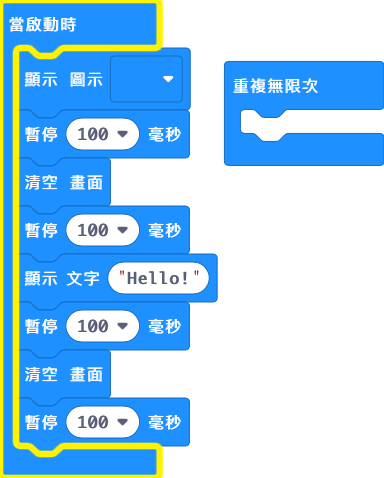 當啟動時
顯示 圖示
暫停 100 毫秒
清空 畫面
暫停 100 毫秒
顯示 文字 "Hello!"
暫停 100 毫秒
清空 畫面
暫停 100 毫秒
重複無限次